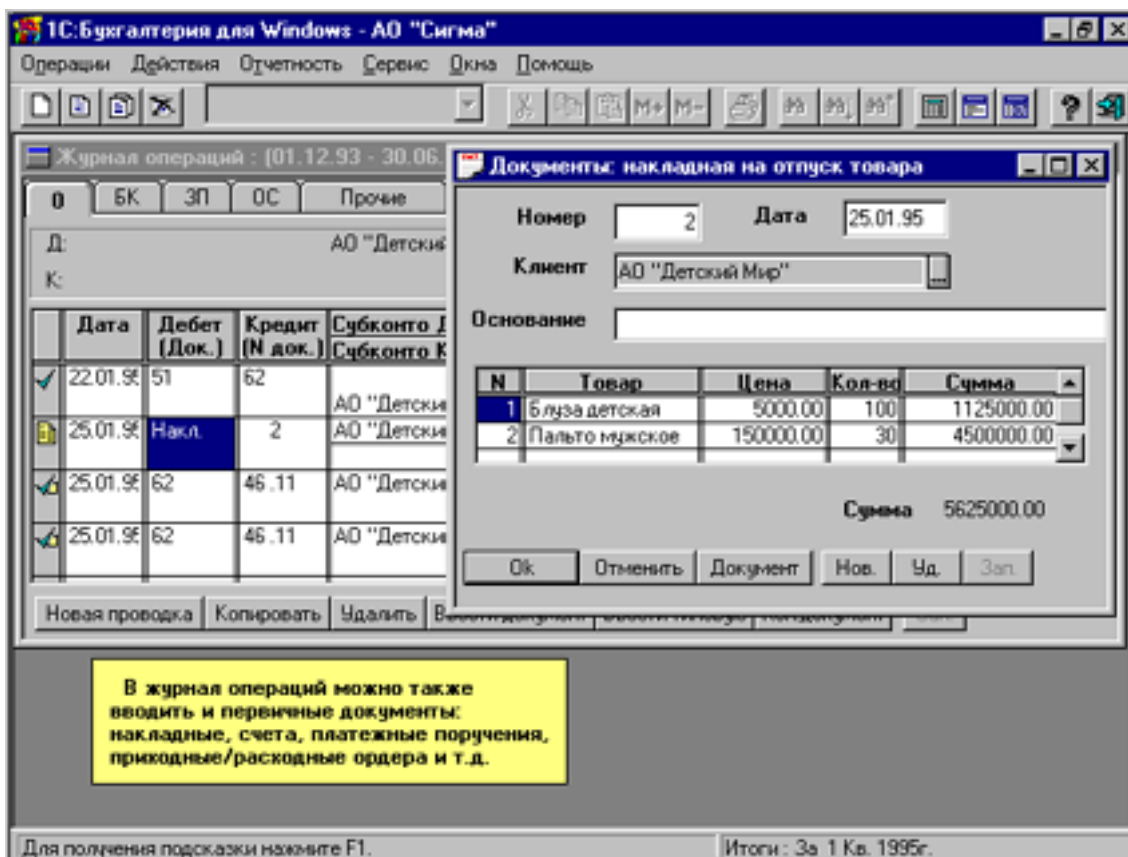 1С:Бухгалтерия для Windows - АО "Сигма"
Операции Действия Отчетность Сервис Окна Помощь
M+ M-
Журнал операций : (01.12.93 - 30.06.
0 БК ЗП ОС Прочие
Д: АО "Детский
К:
Дата Дебет (Док.) Кредит (N док.) Субконто Д Субконто К
22.01.95 51 62
АО "Детски
25.01.95 Накл. 2 АО "Детски
25.01.95 62 46.11 АО "Детски
25.01.95 62 46.11 АО "Детски
Новая проводка Копировать Удалить
Документы: накладная на отпуск товара
Номер 2 Дата 25.01.95
Клиент АО "Детский Мир" ...
Основание
N Товар Цена Кол-во Сумма
1 Блуза детская 5000.00 100 1125000.00
2 Пальто мужское 150000.00 30 4500000.00
Сумма 5625000.00
Ok Отменить Документ Нов. Уд. Зап.
В журнал операций можно также
вводить и первичные документы:
накладные, счета, платежные поручения,
приходные/расходные ордера и т.д.
Для получения подсказки нажмите F1. Итоги : За 1 Кв. 1995г.